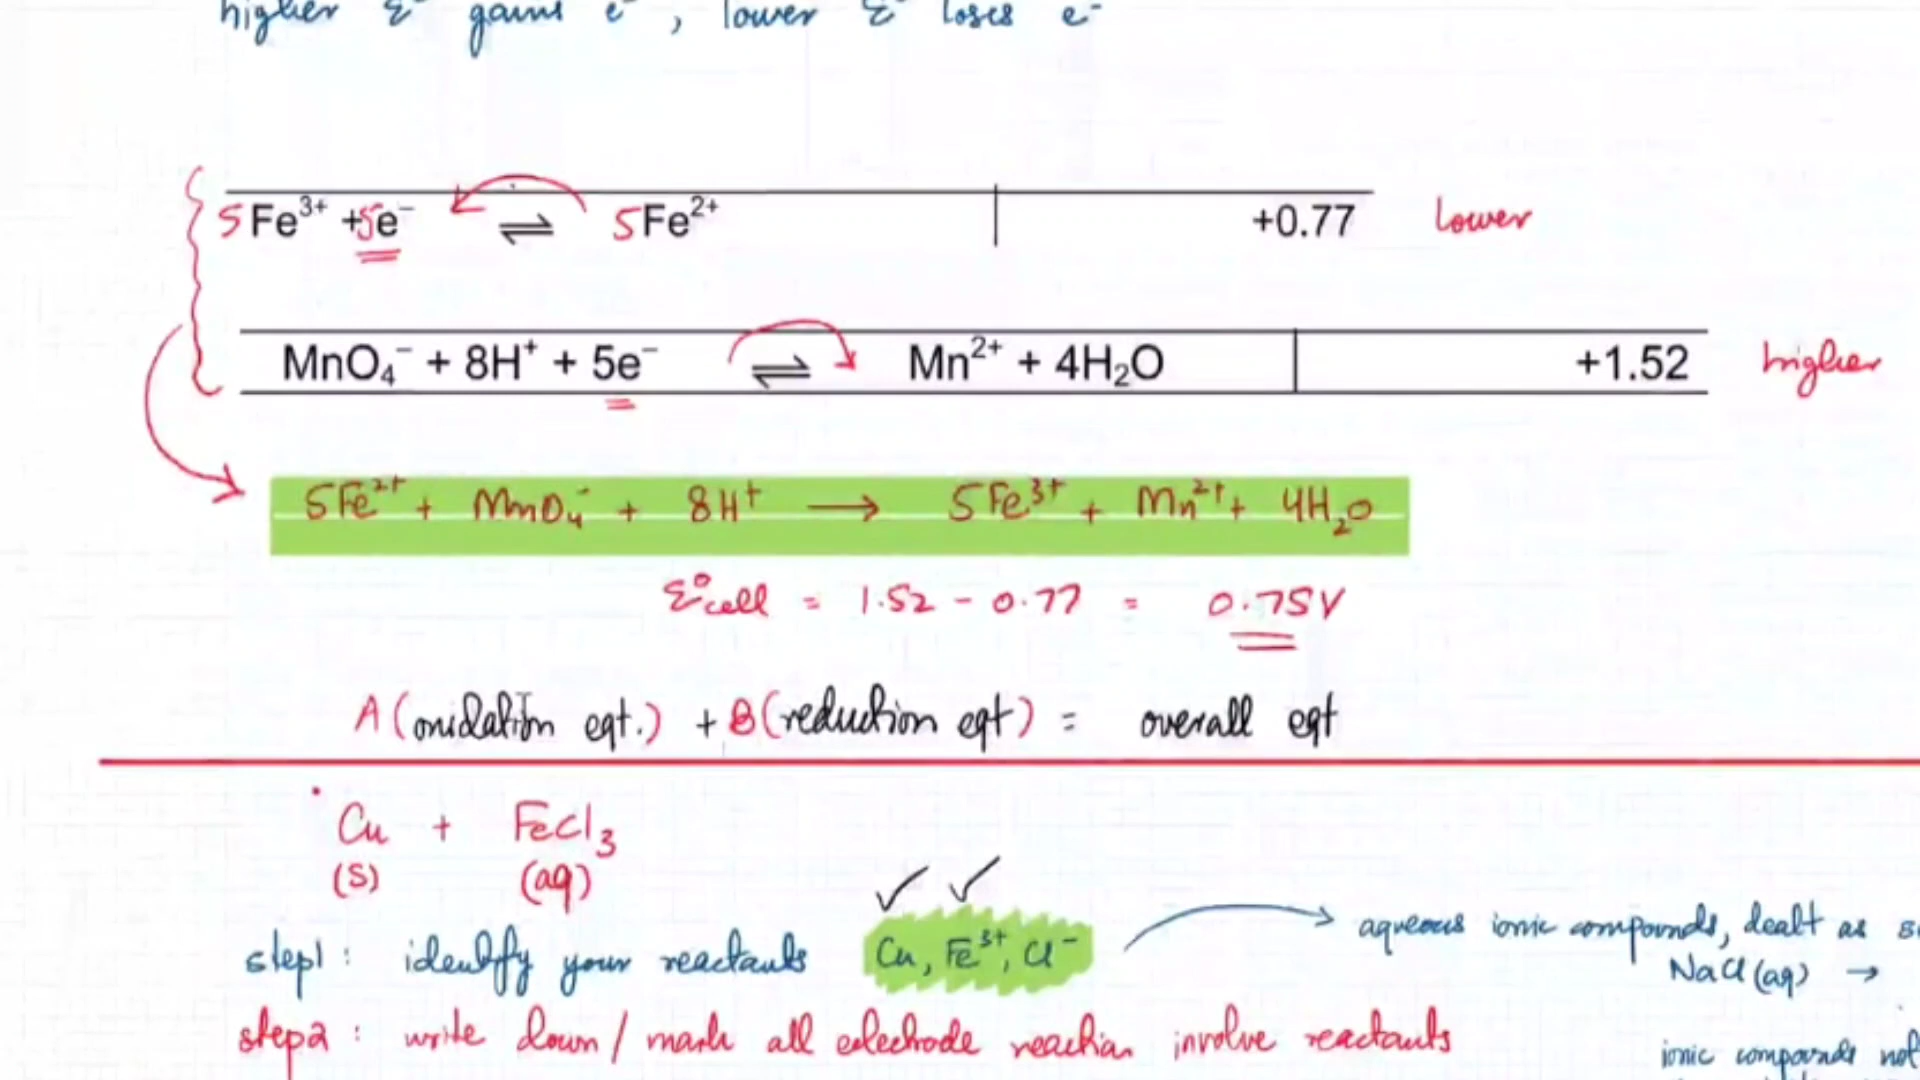 higher ε° gains e⁻, lower ε° loses e⁻
5Fe³⁺ + 5e⁻ ⇌ 5Fe²⁺ +0.77 lower
MnO₄⁻ + 8H⁺ + 5e⁻ ⇌ Mn²⁺ + 4H₂O +1.52 higher
5Fe²⁺ + MnO₄⁻ + 8H⁺ → 5Fe³⁺ + Mn²⁺ + 4H₂O
ε°cell = 1.52 - 0.77 = 0.75V
A (oxidation eqt.) + B (reduction eqt) = overall eqt
Cu + FeCl₃
(s) (aq)
step1 : identify your reactants Cu, Fe³⁺, Cl⁻ → aqueous ionic compounds, dealt as
NaCl (aq) →
step2 : write down / mark all electrode reaction involve reactants
ionic compounds not